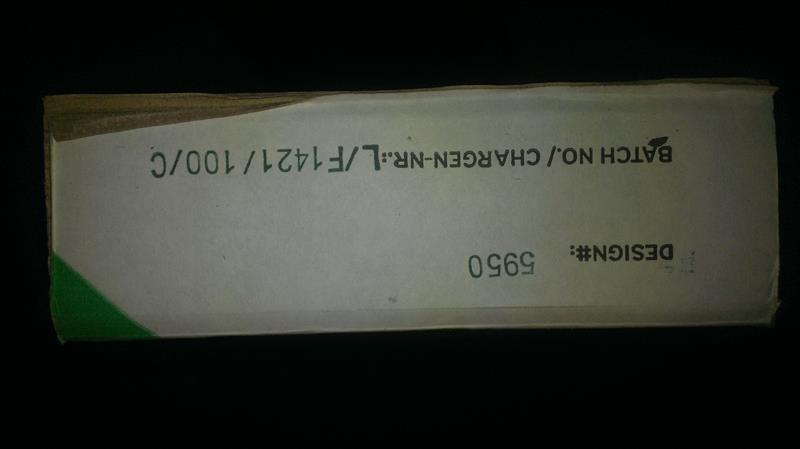 DESIGN#: 5950
BATCH NO./ CHARGEN-NR.: L/F1421/100/C